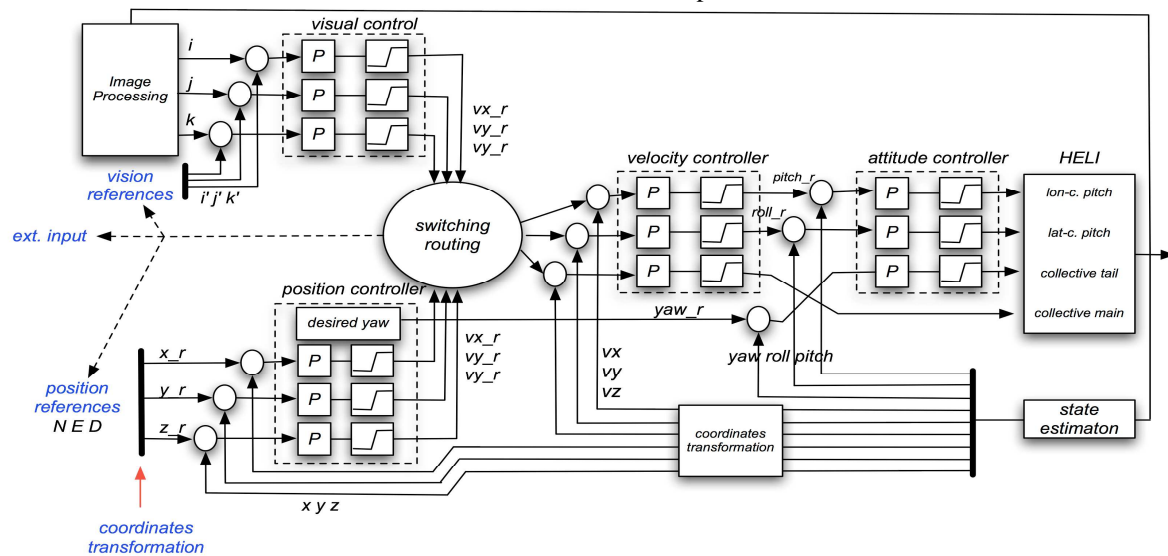 visual control
Image
Processing
i
j
k
P
P
P
vx_r
vy_r
vy_r
vision
references
i' j' k'
ext. input
switching
routing
velocity controller
P
P
P
pitch_r
roll_r
attitude controller
P
P
P
HELI
lon-c. pitch
lat-c. pitch
collective tail
collective main
position controller
desired yaw
yaw_r
P
P
P
vx_r
vy_r
vy_r
x_r
y_r
z_r
position
references
N E D
vx
vy
vz
yaw roll pitch
coordinates
transformation
state
estimaton
x y z
coordinates
transformation